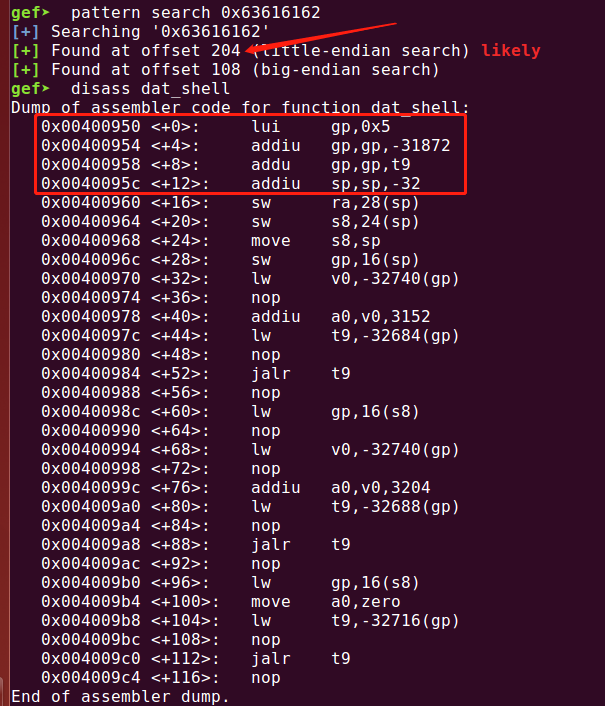 gef➤  pattern search 0x63616162
[+] Searching '0x63616162'
[+] Found at offset 204 (little-endian search) likely
[+] Found at offset 108 (big-endian search)
gef➤  disass dat_shell
Dump of assembler code for function dat_shell:
   0x00400950 <+0>:	lui	gp,0x5
   0x00400954 <+4>:	addiu	gp,gp,-31872
   0x00400958 <+8>:	addu	gp,gp,t9
   0x0040095c <+12>:	addiu	sp,sp,-32
   0x00400960 <+16>:	sw	ra,28(sp)
   0x00400964 <+20>:	sw	s8,24(sp)
   0x00400968 <+24>:	move	s8,sp
   0x0040096c <+28>:	sw	gp,16(sp)
   0x00400970 <+32>:	lw	v0,-32740(gp)
   0x00400974 <+36>:	nop
   0x00400978 <+40>:	addiu	a0,v0,3152
   0x0040097c <+44>:	lw	t9,-32684(gp)
   0x00400980 <+48>:	nop
   0x00400984 <+52>:	jalr	t9
   0x00400988 <+56>:	nop
   0x0040098c <+60>:	lw	gp,16(s8)
   0x00400990 <+64>:	nop
   0x00400994 <+68>:	lw	v0,-32740(gp)
   0x00400998 <+72>:	nop
   0x0040099c <+76>:	addiu	a0,v0,3204
   0x004009a0 <+80>:	lw	t9,-32688(gp)
   0x004009a4 <+84>:	nop
   0x004009a8 <+88>:	jalr	t9
   0x004009ac <+92>:	nop
   0x004009b0 <+96>:	lw	gp,16(s8)
   0x004009b4 <+100>:	move	a0,zero
   0x004009b8 <+104>:	lw	t9,-32716(gp)
   0x004009bc <+108>:	nop
   0x004009c0 <+112>:	jalr	t9
   0x004009c4 <+116>:	nop
End of assembler dump.